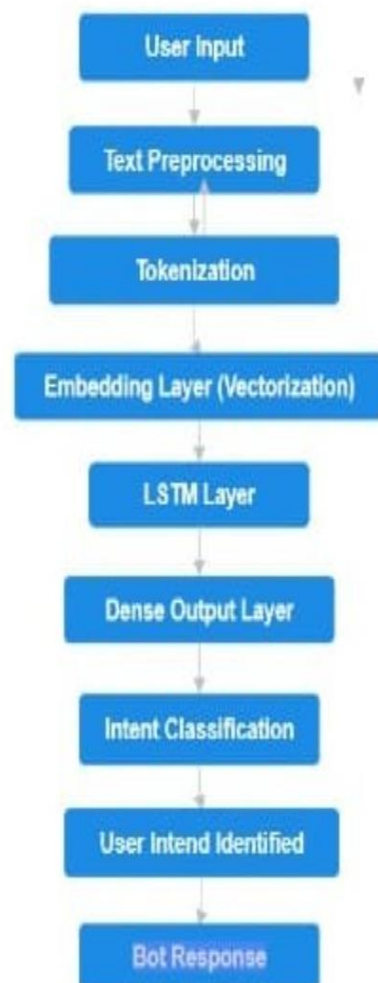 User Input
Text Preprocessing
Tokenization
Embedding Layer (Vectorization)
LSTM Layer
Dense Output Layer
Intent Classification
User Intend Identified
Bot Response